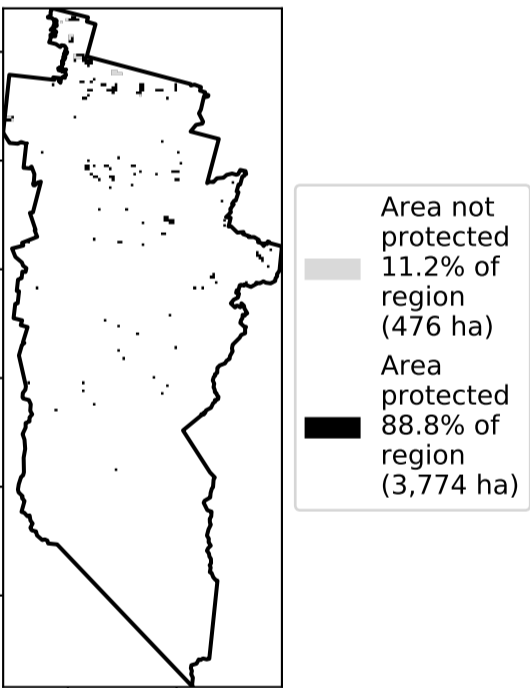 Area not
protected
11.2% of
region
(476 ha)
Area
protected
88.8% of
region
(3,774 ha)